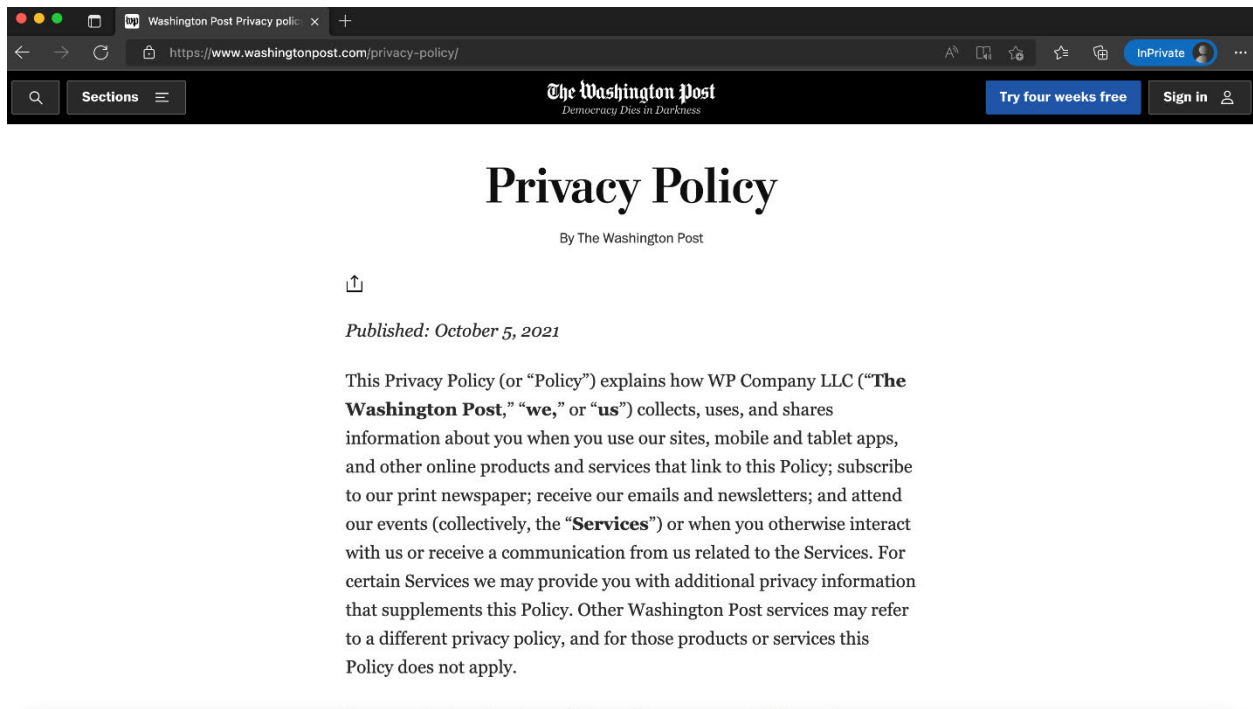 Washington Post Privacy polic
https://www.washingtonpost.com/privacy-policy/
InPrivate
Sections
The Washington Post
Democracy Dies in Darkness
Try four weeks free
Sign in
Privacy Policy
By The Washington Post
Published: October 5, 2021
This Privacy Policy (or “Policy”) explains how WP Company LLC (“The
Washington Post,” “we,” or “us”) collects, uses, and shares
information about you when you use our sites, mobile and tablet apps,
and other online products and services that link to this Policy; subscribe
to our print newspaper; receive our emails and newsletters; and attend
our events (collectively, the “Services”) or when you otherwise interact
with us or receive a communication from us related to the Services. For
certain Services we may provide you with additional privacy information
that supplements this Policy. Other Washington Post services may refer
to a different privacy policy, and for those products or services this
Policy does not apply.